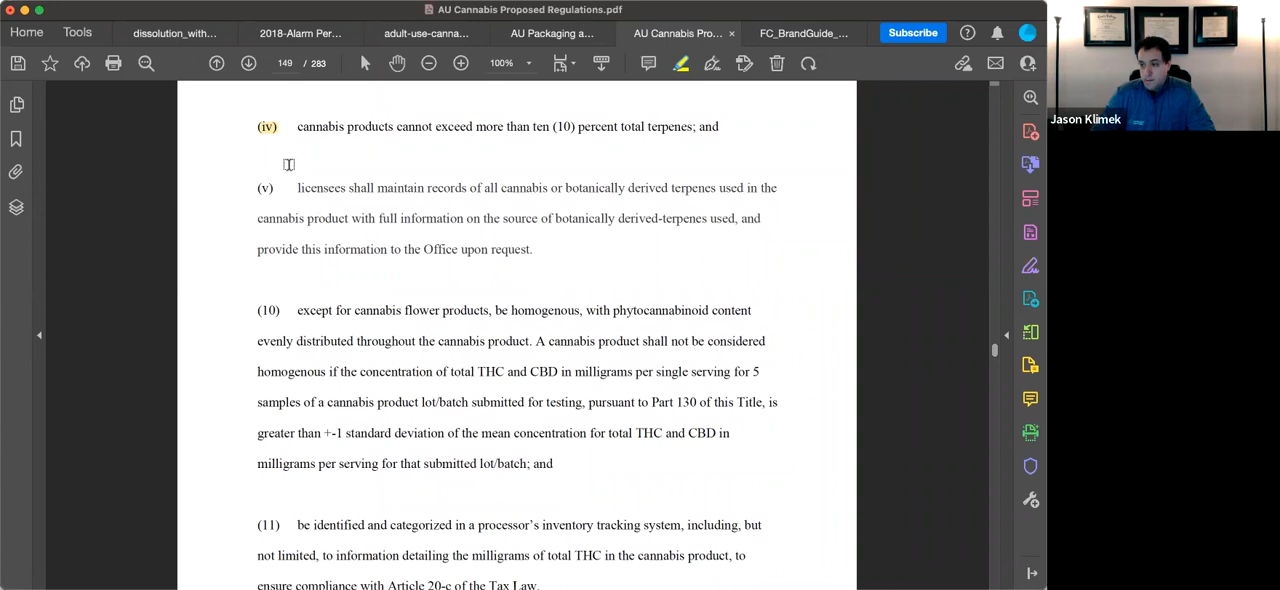 AU Cannabis Proposed Regulations.pdf
Home Tools dissolution_with... 2018-Alarm Per... adult-use-canna... AU Packaging a... AU Cannabis Pro... × FC_BrandGuide_... Subscribe
149 / 283 100%
(iv) cannabis products cannot exceed more than ten (10) percent total terpenes; and
(v) licensees shall maintain records of all cannabis or botanically derived terpenes used in the
cannabis product with full information on the source of botanically derived-terpenes used, and
provide this information to the Office upon request.
(10) except for cannabis flower products, be homogenous, with phytocannabinoid content
evenly distributed throughout the cannabis product. A cannabis product shall not be considered
homogenous if the concentration of total THC and CBD in milligrams per single serving for 5
samples of a cannabis product lot/batch submitted for testing, pursuant to Part 130 of this Title, is
greater than +-1 standard deviation of the mean concentration for total THC and CBD in
milligrams per serving for that submitted lot/batch; and
(11) be identified and categorized in a processor's inventory tracking system, including, but
not limited, to information detailing the milligrams of total THC in the cannabis product, to
ensure compliance with Article 20-c of the Tax Law.
Jason Klimek